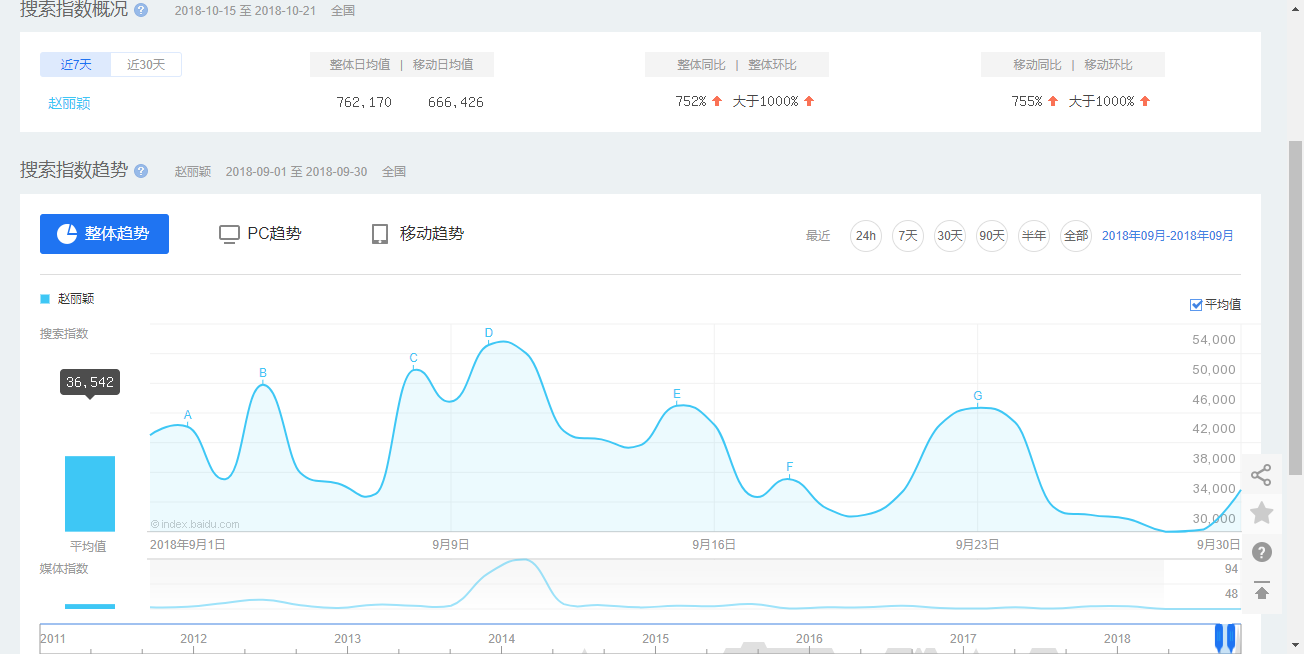 搜索指数概况 ? 2018-10-15 至 2018-10-21 全国
近7天 近30天 整体日均值 | 移动日均值 整体同比 | 整体环比 移动同比 | 移动环比
赵丽颖 762,170 666,426 752% 大于1000% 755% 大于1000%
搜索指数趋势 ? 赵丽颖 2018-09-01 至 2018-09-30 全国
整体趋势 PC趋势 移动趋势 最近 24h 7天 30天 90天 半年 全部 2018年09月-2018年09月
赵丽颖
平均值
搜索指数
D
54,000
C
50,000
B
36,542
E
G
46,000
A
42,000
38,000
F
34,000
30,000
© index.baidu.com
平均值 2018年9月1日 9月9日 9月16日 9月23日 9月30日
?
媒体指数 94
48
2011 2012 2013 2014 2015 2016 2017 2018